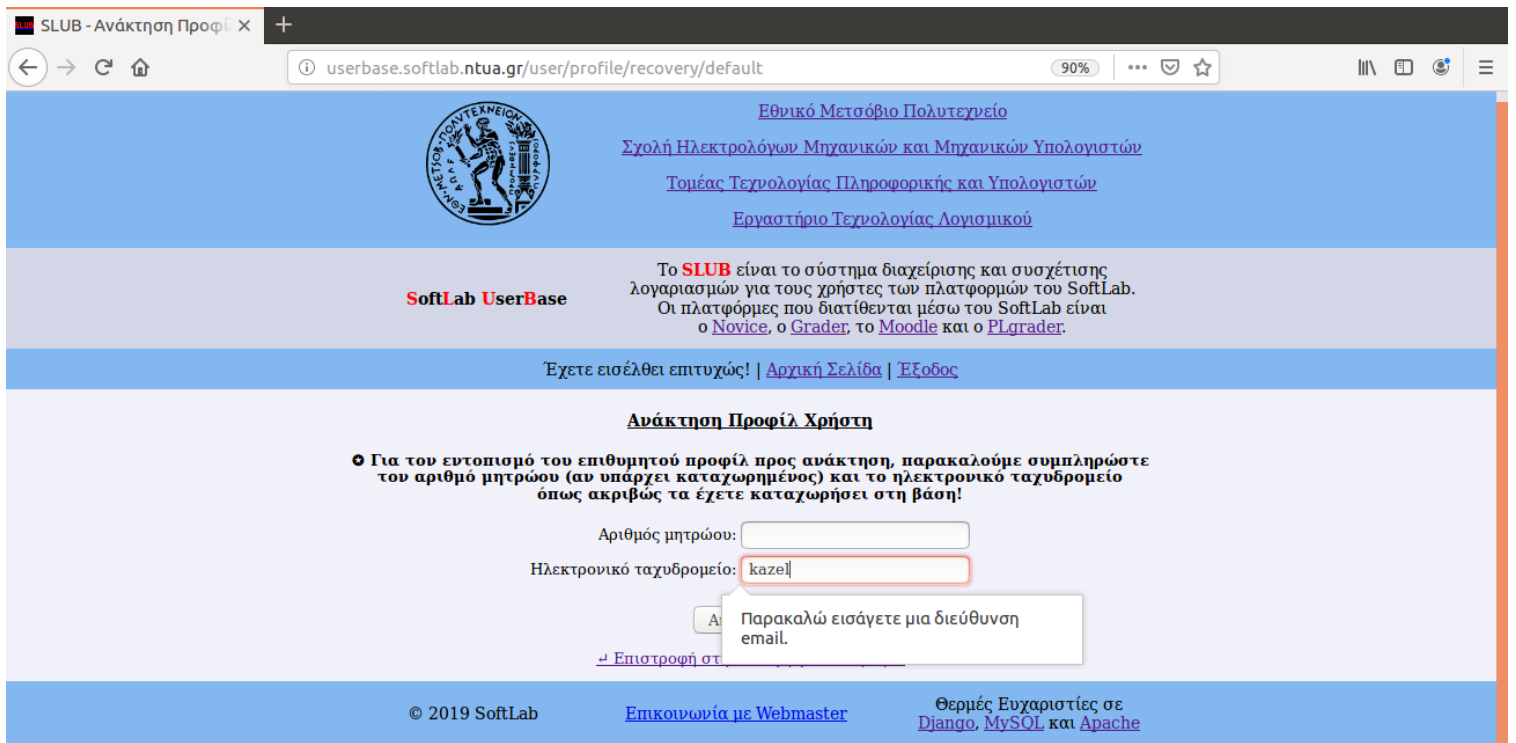 SLUB - Ανάκτηση Προφί
userbase.softlab.ntua.gr/user/profile/recovery/default
90%
Εθνικό Μετσόβιο Πολυτεχνείο
Σχολή Ηλεκτρολόγων Μηχανικών και Μηχανικών Υπολογιστών
Τομέας Τεχνολογίας Πληροφορικής και Υπολογιστών
Εργαστήριο Τεχνολογίας Λογισμικού
SoftLab UserBase
Το SLUB είναι το σύστημα διαχείρισης και συσχέτισης
λογαριασμών για τους χρήστες των πλατφορμών του SoftLab.
Οι πλατφόρμες που διατίθενται μέσω του SoftLab είναι
ο Novice, ο Grader, το Moodle και ο PLgrader.
Έχετε εισέλθει επιτυχώς! | Αρχική Σελίδα | Έξοδος
Ανάκτηση Προφίλ Χρήστη
✪ Για τον εντοπισμό του επιθυμητού προφίλ προς ανάκτηση, παρακαλούμε συμπληρώστε
τον αριθμό μητρώου (αν υπάρχει καταχωρημένος) και το ηλεκτρονικό ταχυδρομείο
όπως ακριβώς τα έχετε καταχωρήσει στη βάση!
Αριθμός μητρώου:
Ηλεκτρονικό ταχυδρομείο: kazel
Παρακαλώ εισάγετε μια διεύθυνση
email.
↵ Επιστροφή
© 2019 SoftLab
Επικοινωνία με Webmaster
Θερμές Ευχαριστίες σε
Django, MySQL και Apache